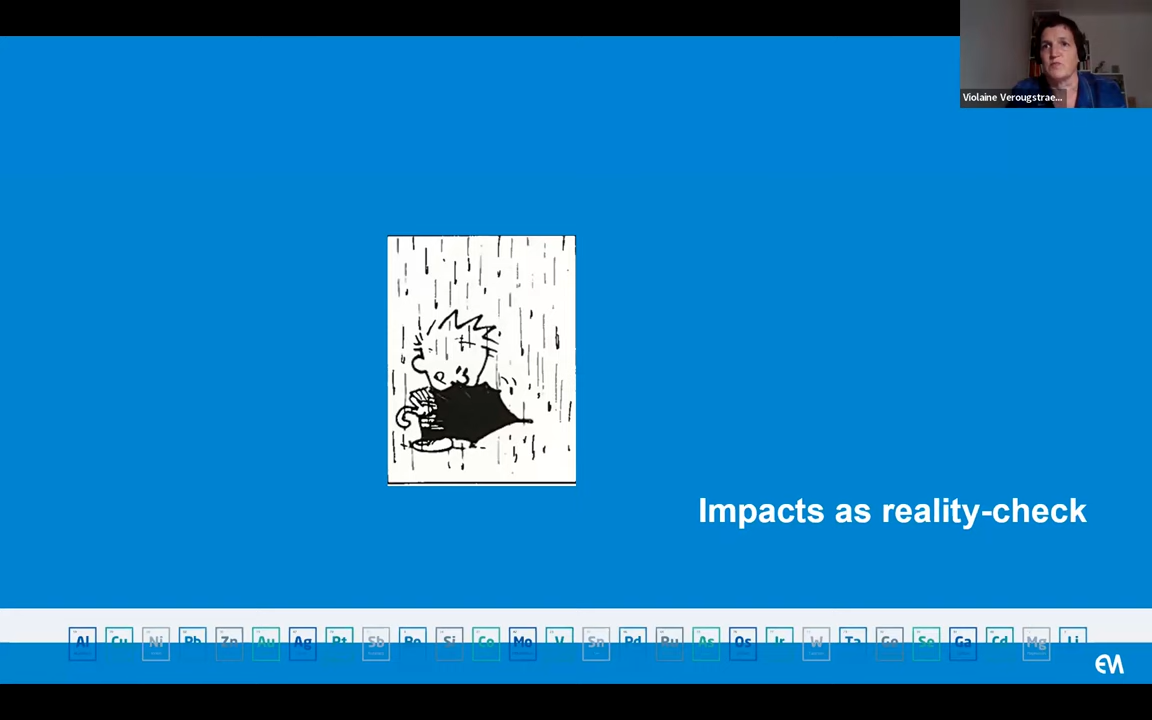 Violaine Verougstrae...
Impacts as reality-check
Al Cu Ni Pb Zn Au Ag Pt Sb Be Si Co Mo V Sn Pd Ru As Os Ir W Ta Ge Se Ga Cd Mg Li
EM